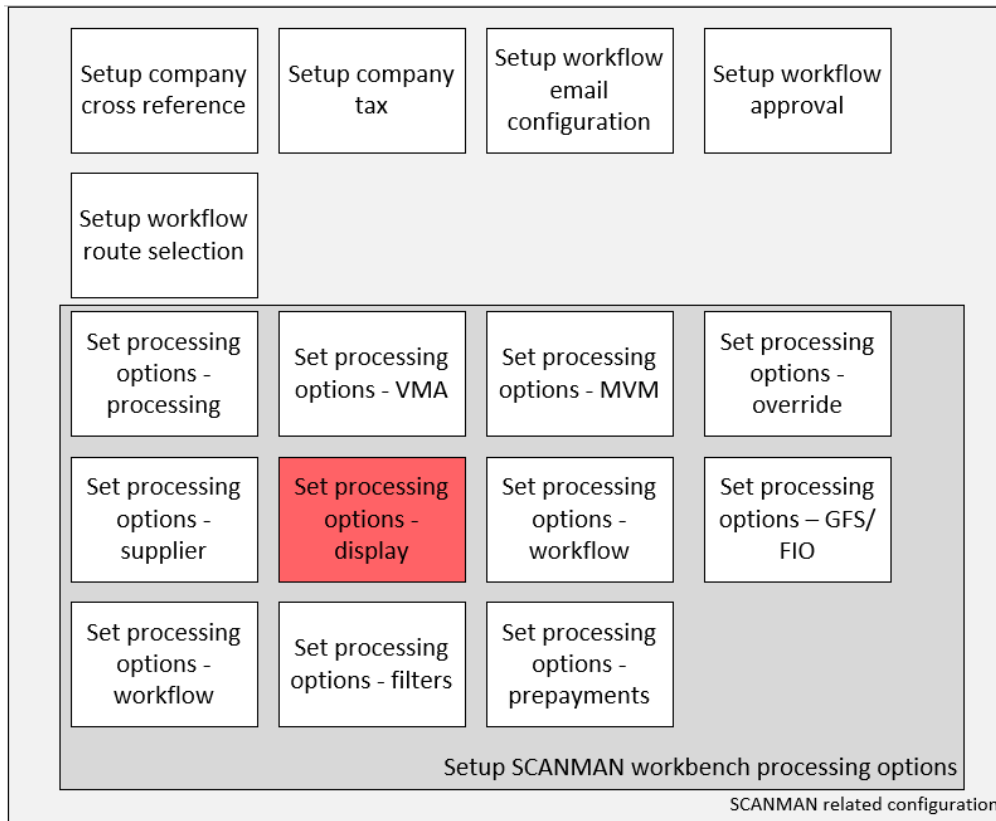 Setup company
cross reference
Setup company
tax
Setup workflow
email
configuration
Setup workflow
approval
Setup workflow
route selection
Set processing
options -
processing
Set processing
options - VMA
Set processing
options - MVM
Set processing
options -
override
Set processing
options -
supplier
Set processing
options -
display
Set processing
options -
workflow
Set processing
options – GFS/
FIO
Set processing
options -
workflow
Set processing
options - filters
Set processing
options -
prepayments
Setup SCANMAN workbench processing options
SCANMAN related configuration